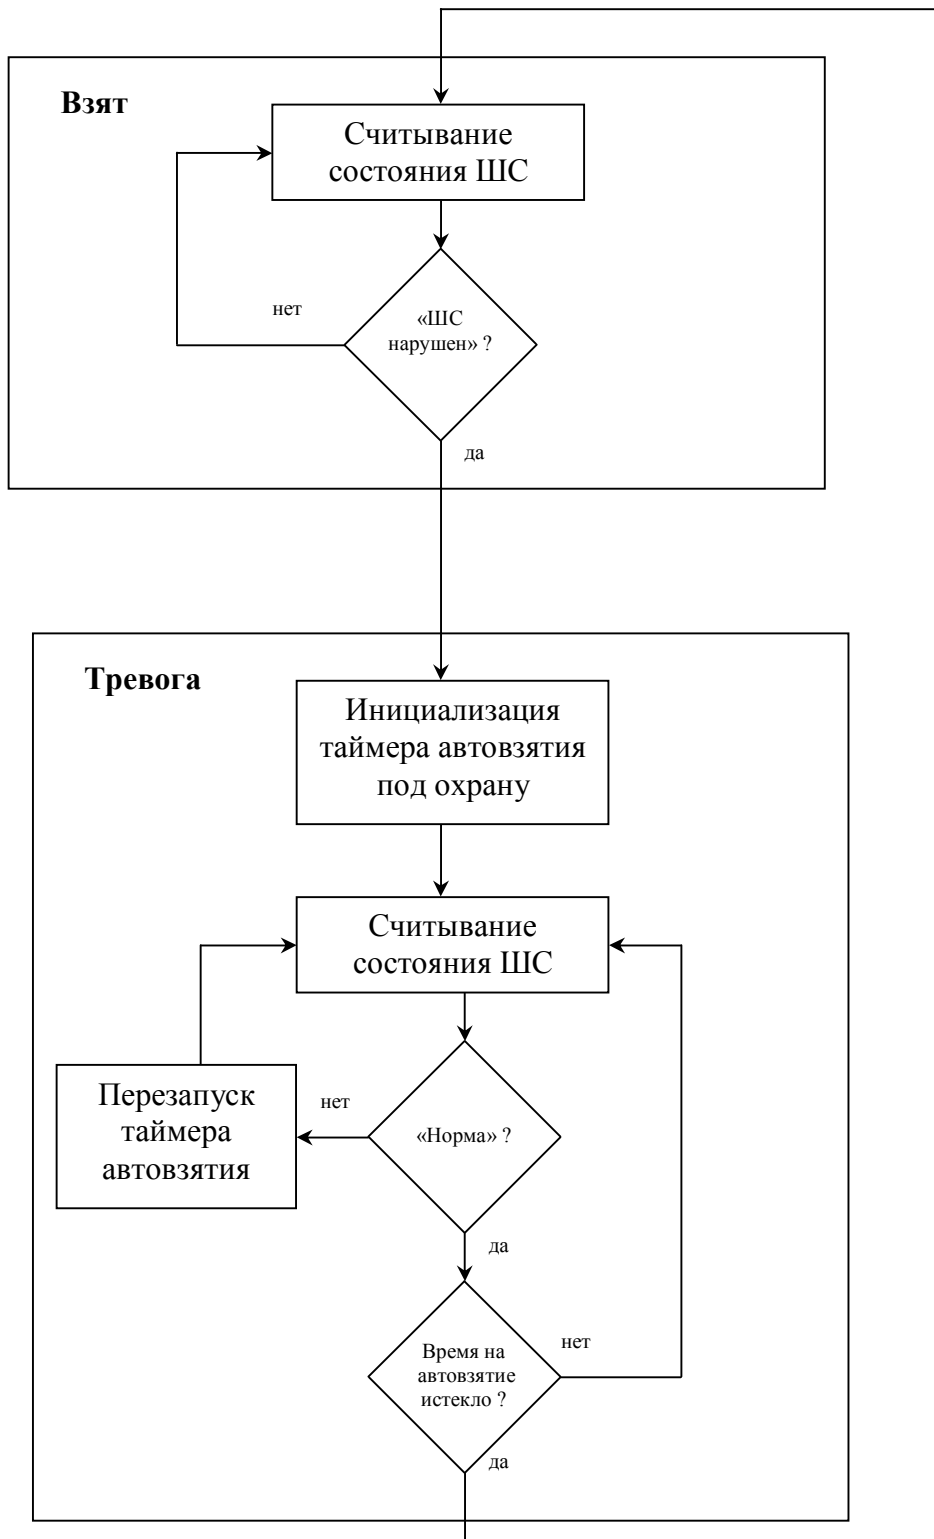 Взят
Считывание
состояния ШС
нет
«ШС
нарушен» ?
да
Тревога
Инициализация
таймера автовзятия
под охрану
Считывание
состояния ШС
Перезапуск
таймера
автовзятия
нет
«Норма» ?
да
Время на
автовзятие
истекло ?
нет
да